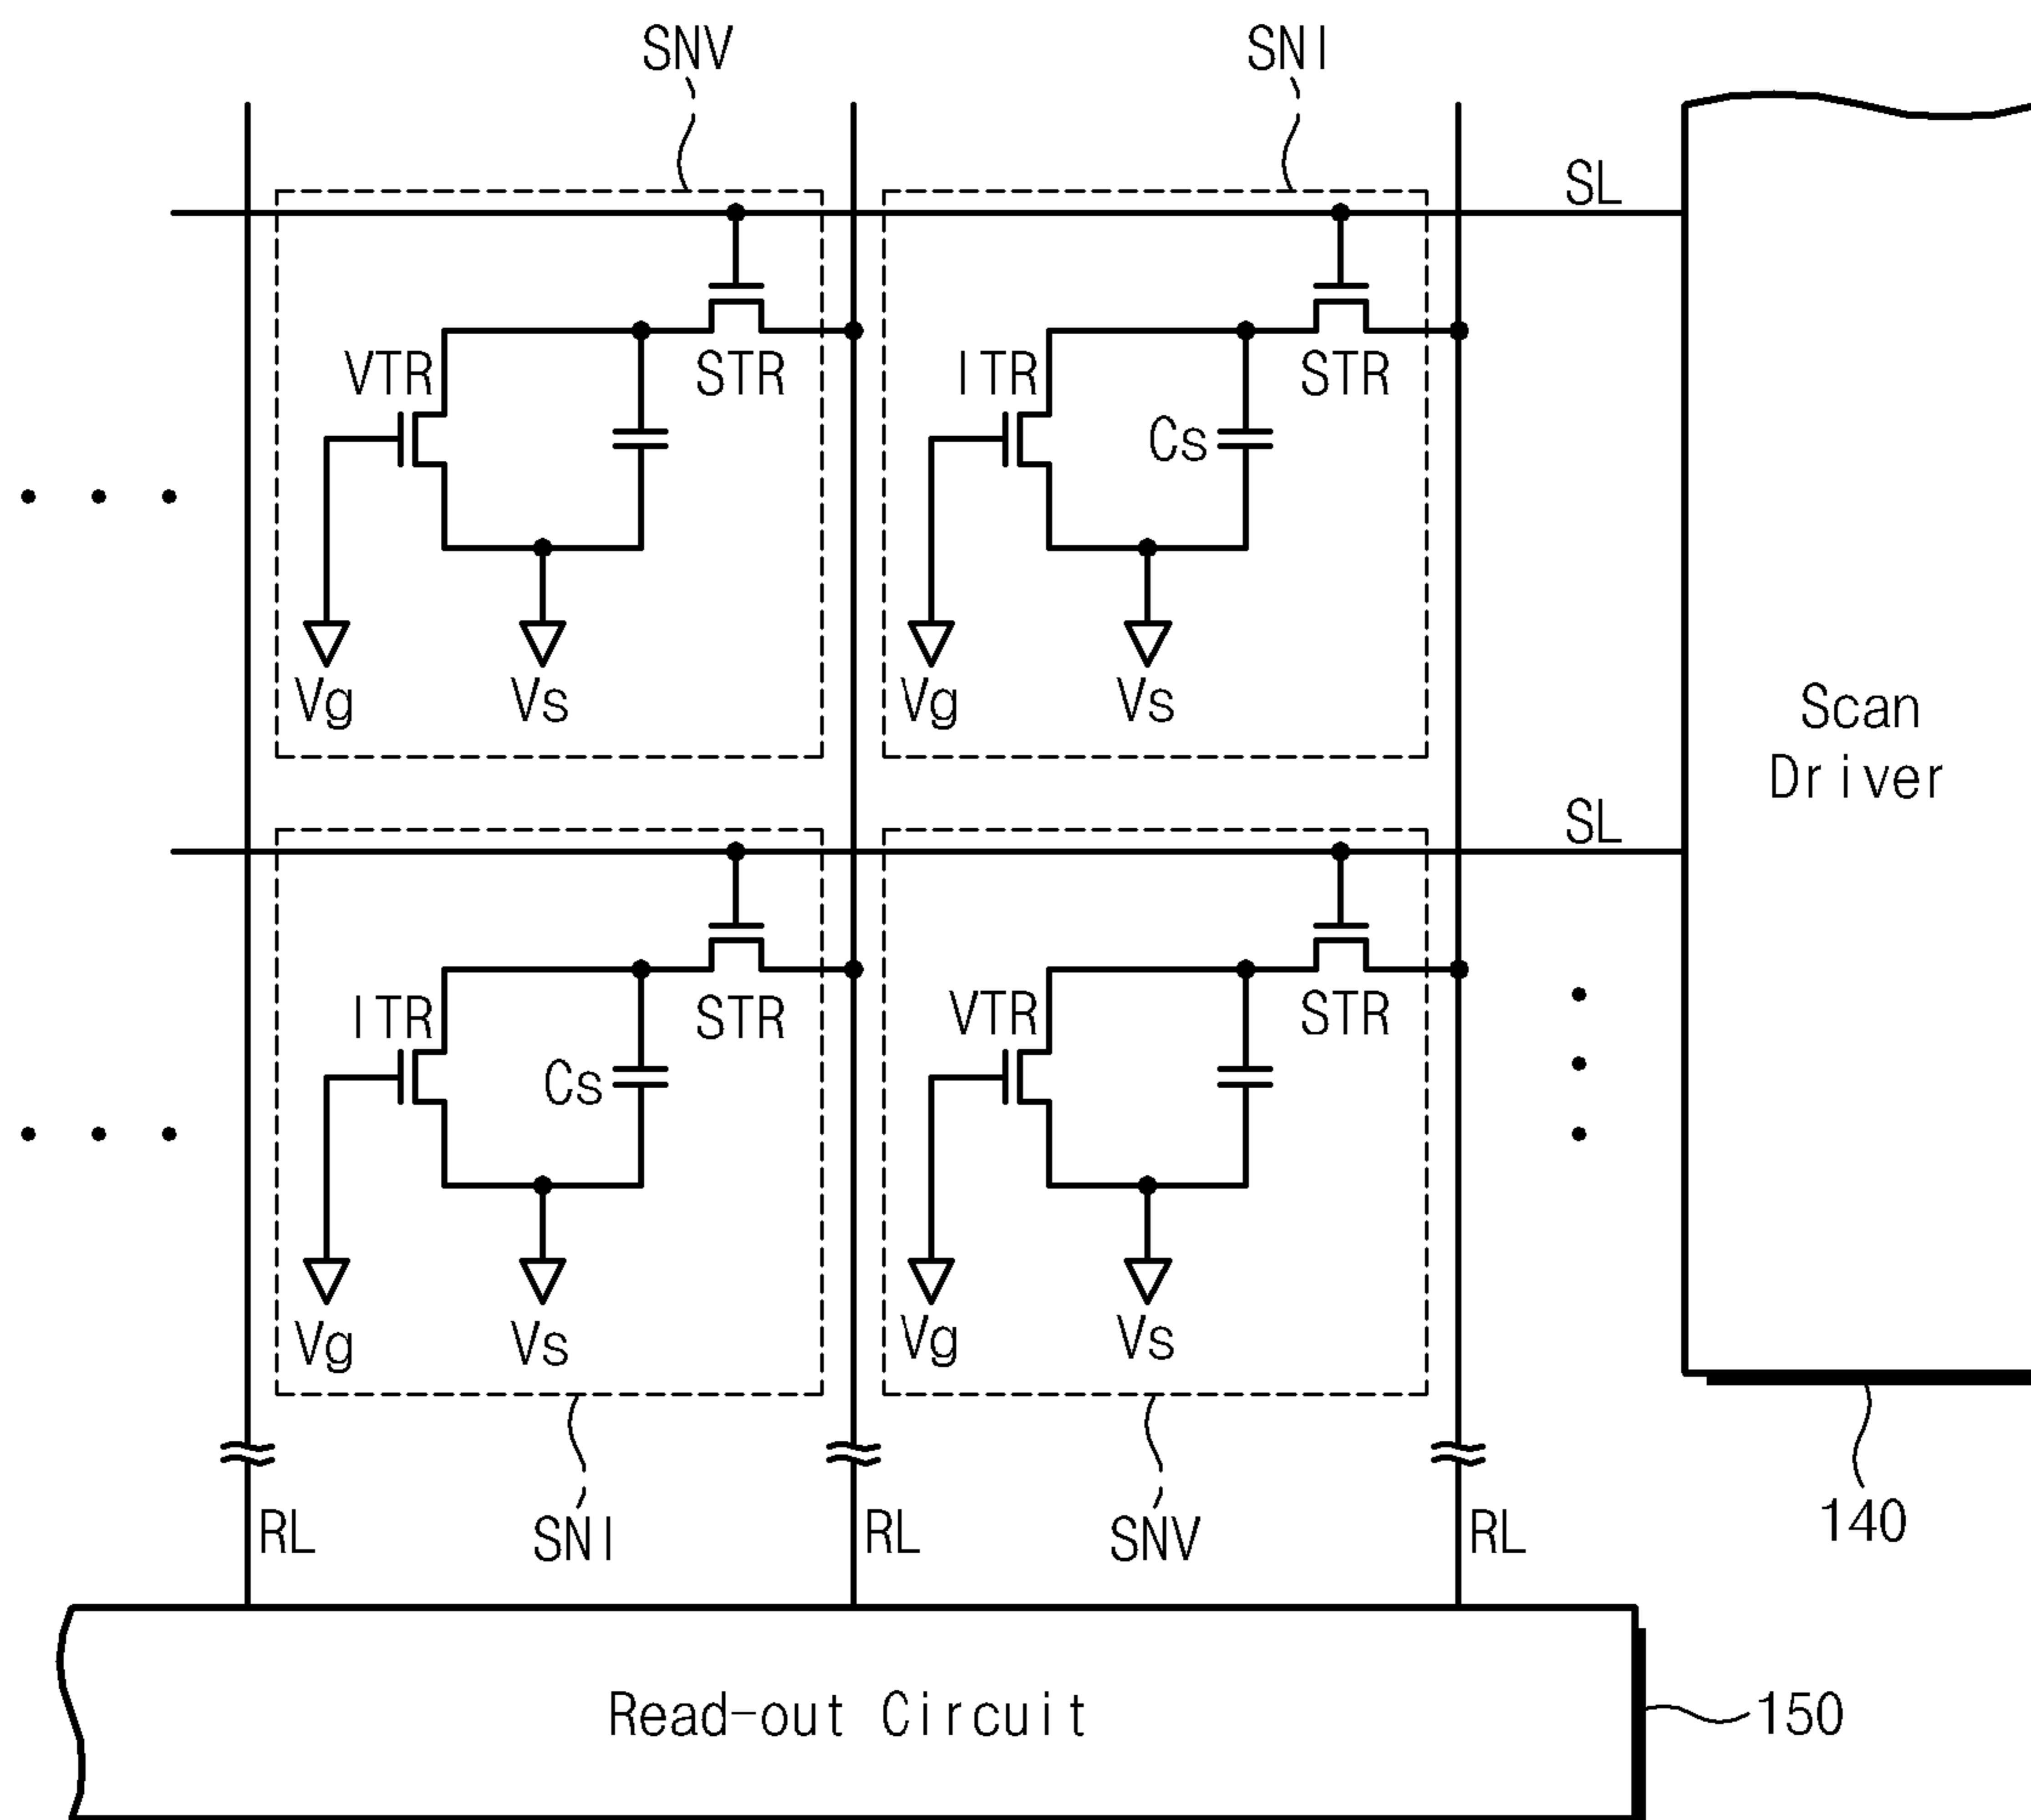 SNV
SNI
SL
VTR
STR
ITR
STR
Cs
Vg
Vs
Vg
Vs
Scan
Driver
SL
ITR
STR
VTR
STR
Cs
Vg
Vs
Vg
Vs
RL
SNI
RL
SNV
RL
140
Read-out Circuit
150